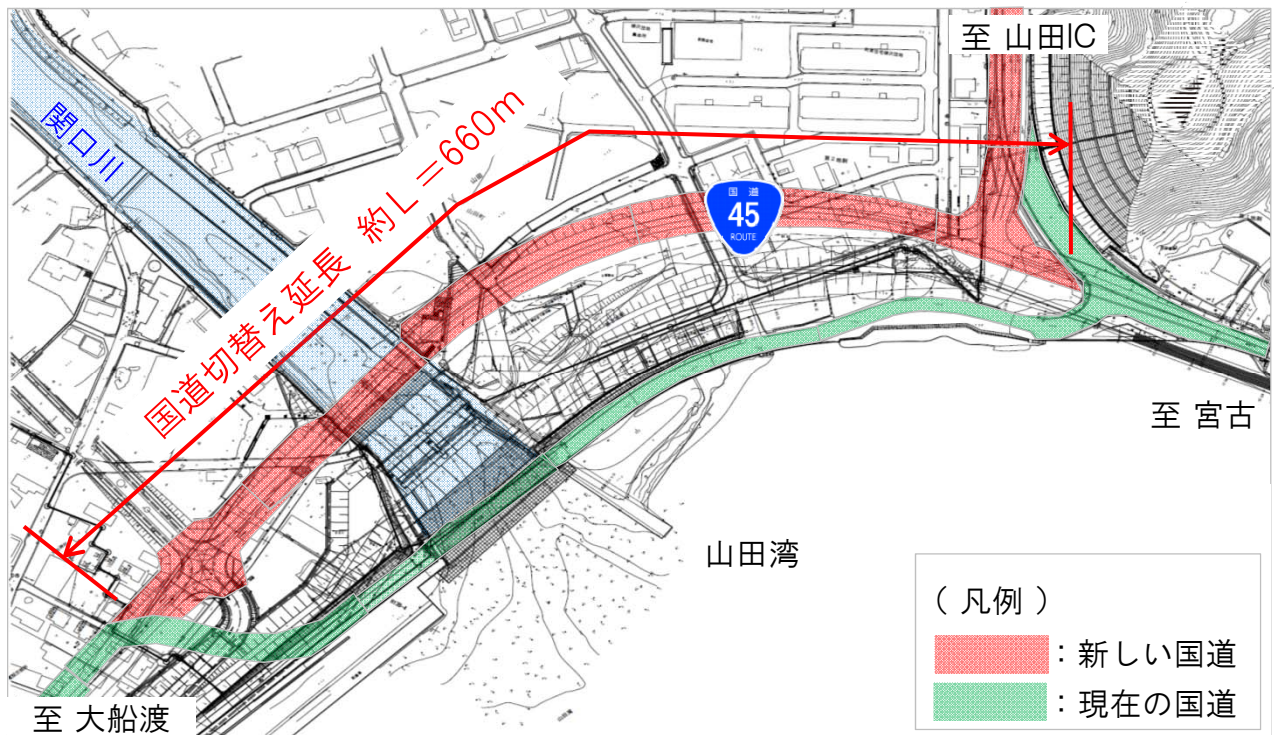 至 山田IC
関口川
国道切替え延長 約L=660m
国 道
45
ROUTE
至 宮古
山田湾
( 凡例 )
:新しい国道
:現在の国道
至 大船渡